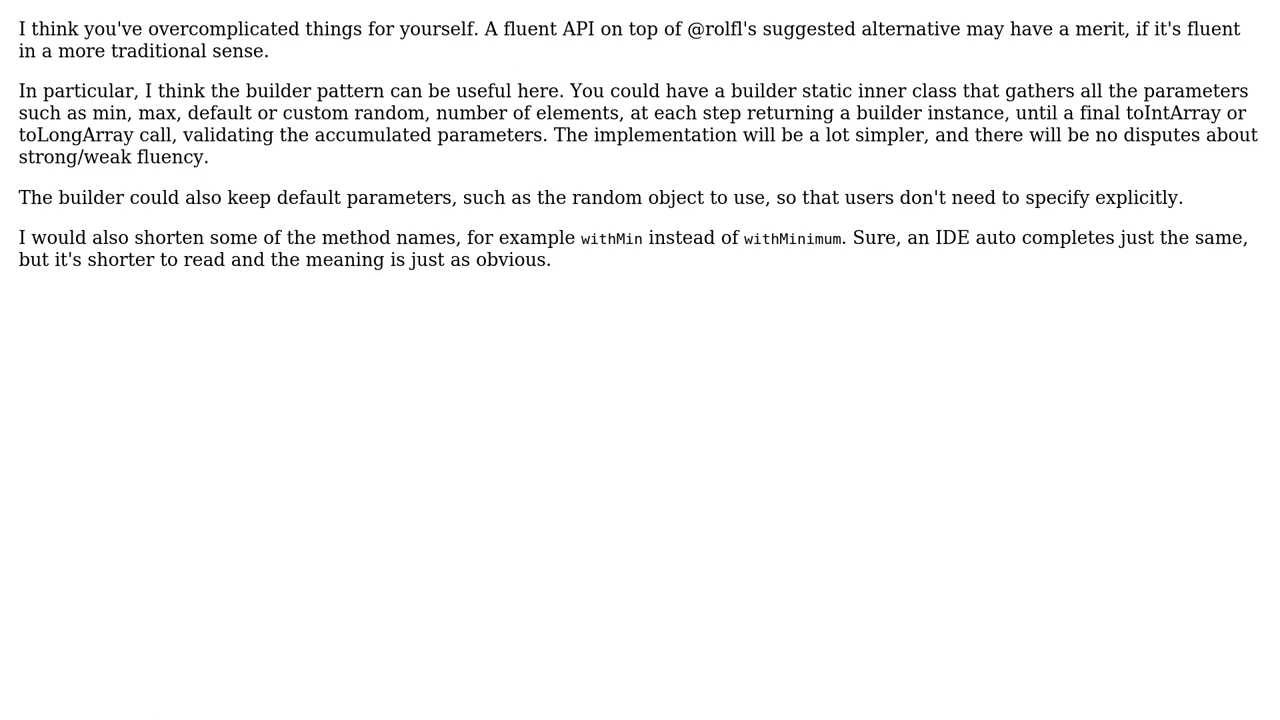 I think you've overcomplicated things for yourself. A fluent API on top of @rolfl's suggested alternative may have a merit, if it's fluent
in a more traditional sense.
In particular, I think the builder pattern can be useful here. You could have a builder static inner class that gathers all the parameters
such as min, max, default or custom random, number of elements, at each step returning a builder instance, until a final toIntArray or
toLongArray call, validating the accumulated parameters. The implementation will be a lot simpler, and there will be no disputes about
strong/weak fluency.
The builder could also keep default parameters, such as the random object to use, so that users don't need to specify explicitly.
I would also shorten some of the method names, for example withMin instead of withMinimum. Sure, an IDE auto completes just the same,
but it's shorter to read and the meaning is just as obvious.